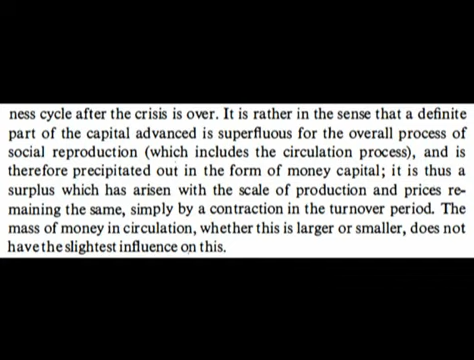 ness cycle after the crisis is over. It is rather in the sense that a definite
part of the capital advanced is superfluous for the overall process of
social reproduction (which includes the circulation process), and is
therefore precipitated out in the form of money capital; it is thus a
surplus which has arisen with the scale of production and prices re-
maining the same, simply by a contraction in the turnover period. The
mass of money in circulation, whether this is larger or smaller, does not
have the slightest influence on this.